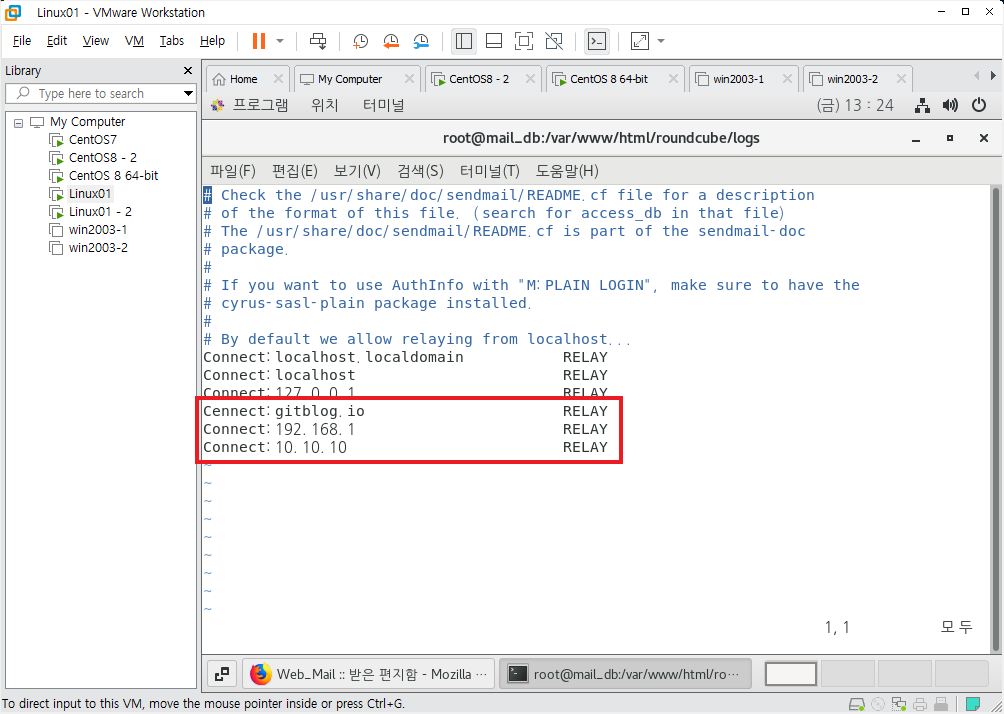 Linux01 - VMware Workstation
File Edit View VM Tabs Help
Library
Type here to search
My Computer
CentOS7
CentOS8 - 2
CentOS 8 64-bit
Linux01
Linux01 - 2
win2003-1
win2003-2
Home My Computer CentOS8 - 2 CentOS 8 64-bit win2003-1 win2003-2
프로그램 위치 터미널 (금) 13 : 24
root@mail_db:/var/www/html/roundcube/logs
파일(F) 편집(E) 보기(V) 검색(S) 터미널(T) 도움말(H)
# Check the /usr/share/doc/sendmail/README.cf file for a description
# of the format of this file. (search for access_db in that file)
# The /usr/share/doc/sendmail/README.cf is part of the sendmail-doc
# package.
#
# If you want to use AuthInfo with "M:PLAIN LOGIN", make sure to have the
# cyrus-sasl-plain package installed.
#
# By default we allow relaying from localhost...
Connect:localhost.localdomain RELAY
Connect:localhost RELAY
Connect:127.0.0.1 RELAY
Cennect:gitblog.io RELAY
Connect:192.168.1 RELAY
Connect:10.10.10 RELAY
~
~
~
~
~
~
~
~
~
1,1 모두
Web_Mail :: 받은 편지함 - Mozilla ··· root@mail_db:/var/www/html/ro···
To direct input to this VM, move the mouse pointer inside or press Ctrl+G.